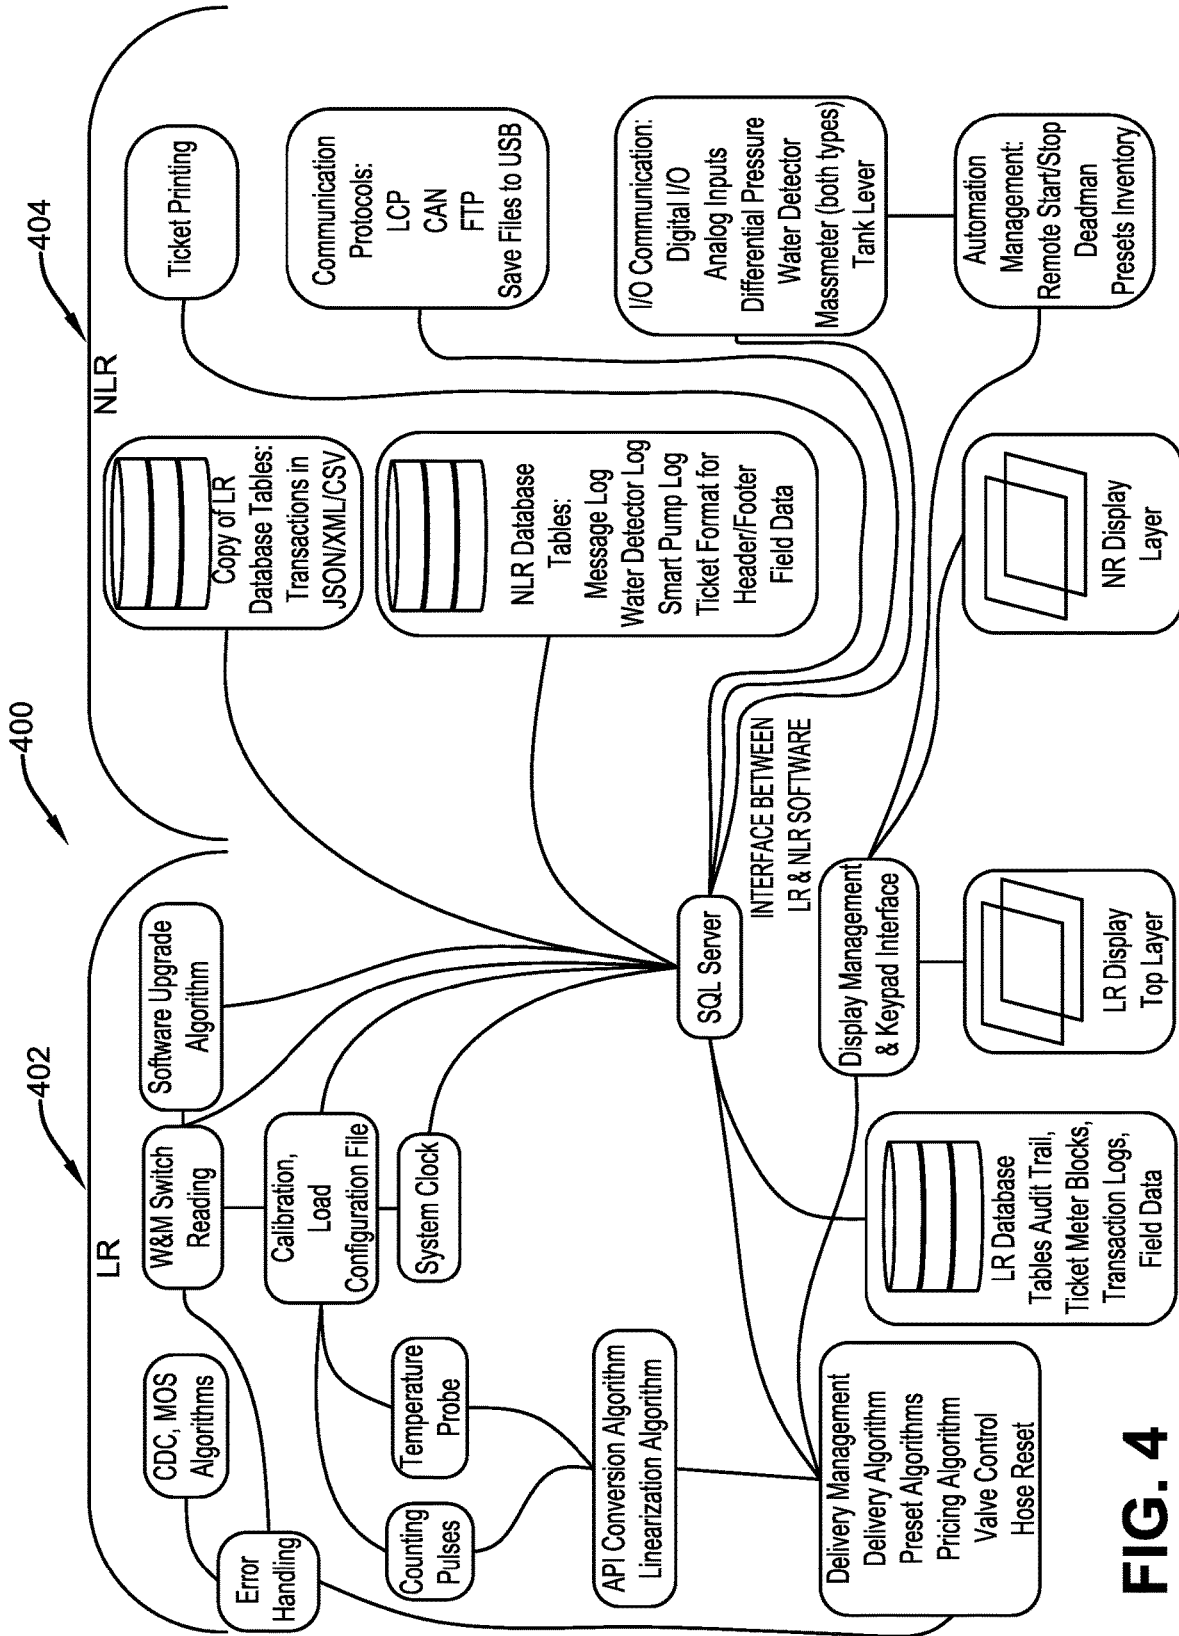 400
402
404
LR
NLR
CDC, MOS
Algorithms
Error
Handling
W&M Switch
Reading
Software Upgrade
Algorithm
Calibration,
Load
Configuration File
System Clock
Counting
Pulses
Temperature
Probe
API Conversion Algorithm
Linearization Algorithm
Delivery Management
Delivery Algorithm
Preset Algorithms
Pricing Algorithm
Valve Control
Hose Reset
LR Database
Tables Audit Trail,
Ticket Meter Blocks,
Transaction Logs,
Field Data
SQL Server
INTERFACE BETWEEN
LR & NLR SOFTWARE
Display Management
& Keypad Interface
LR Display
Top Layer
Copy of LR
Database Tables:
Transactions in
JSON/XML/CSV
NLR Database
Tables:
Message Log
Water Detector Log
Smart Pump Log
Ticket Format for
Header/Footer
Field Data
Ticket Printing
Communication
Protocols:
LCP
CAN
FTP
Save Files to USB
I/O Communication:
Digital I/O
Analog Inputs
Differential Pressure
Water Detector
Massmeter (both types)
Tank Lever
Automation
Management:
Remote Start/Stop
Deadman
Presets Inventory
NR Display
Layer
FIG. 4